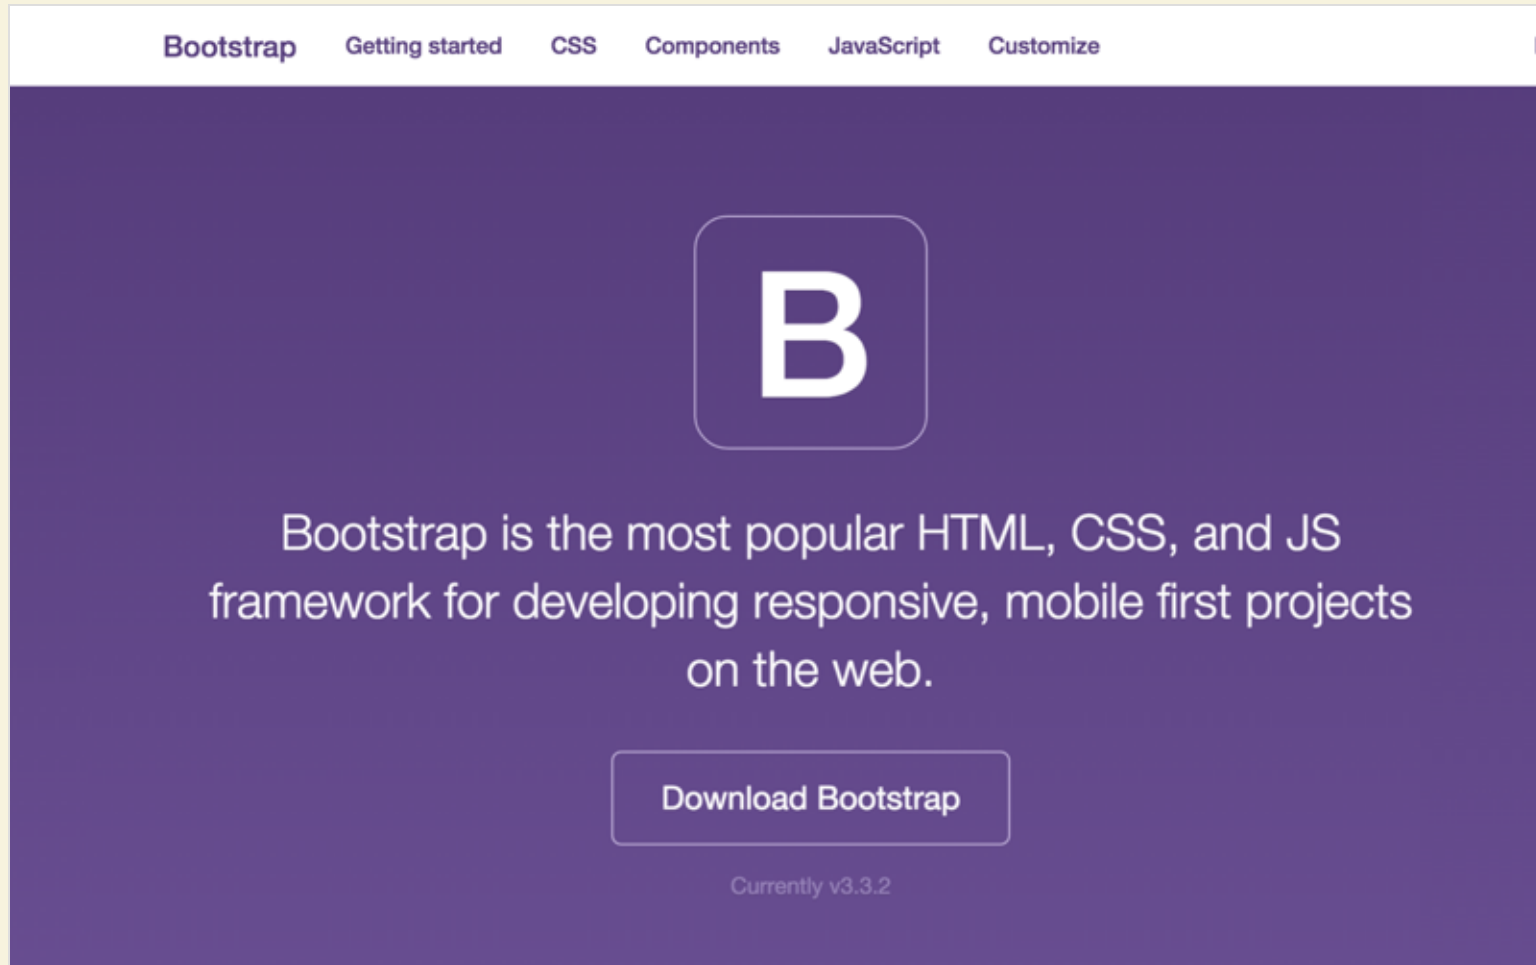 Bootstrap Getting started CSS Components JavaScript Customize
B
Bootstrap is the most popular HTML, CSS, and JS
framework for developing responsive, mobile first projects
on the web.
Download Bootstrap
Currently v3.3.2